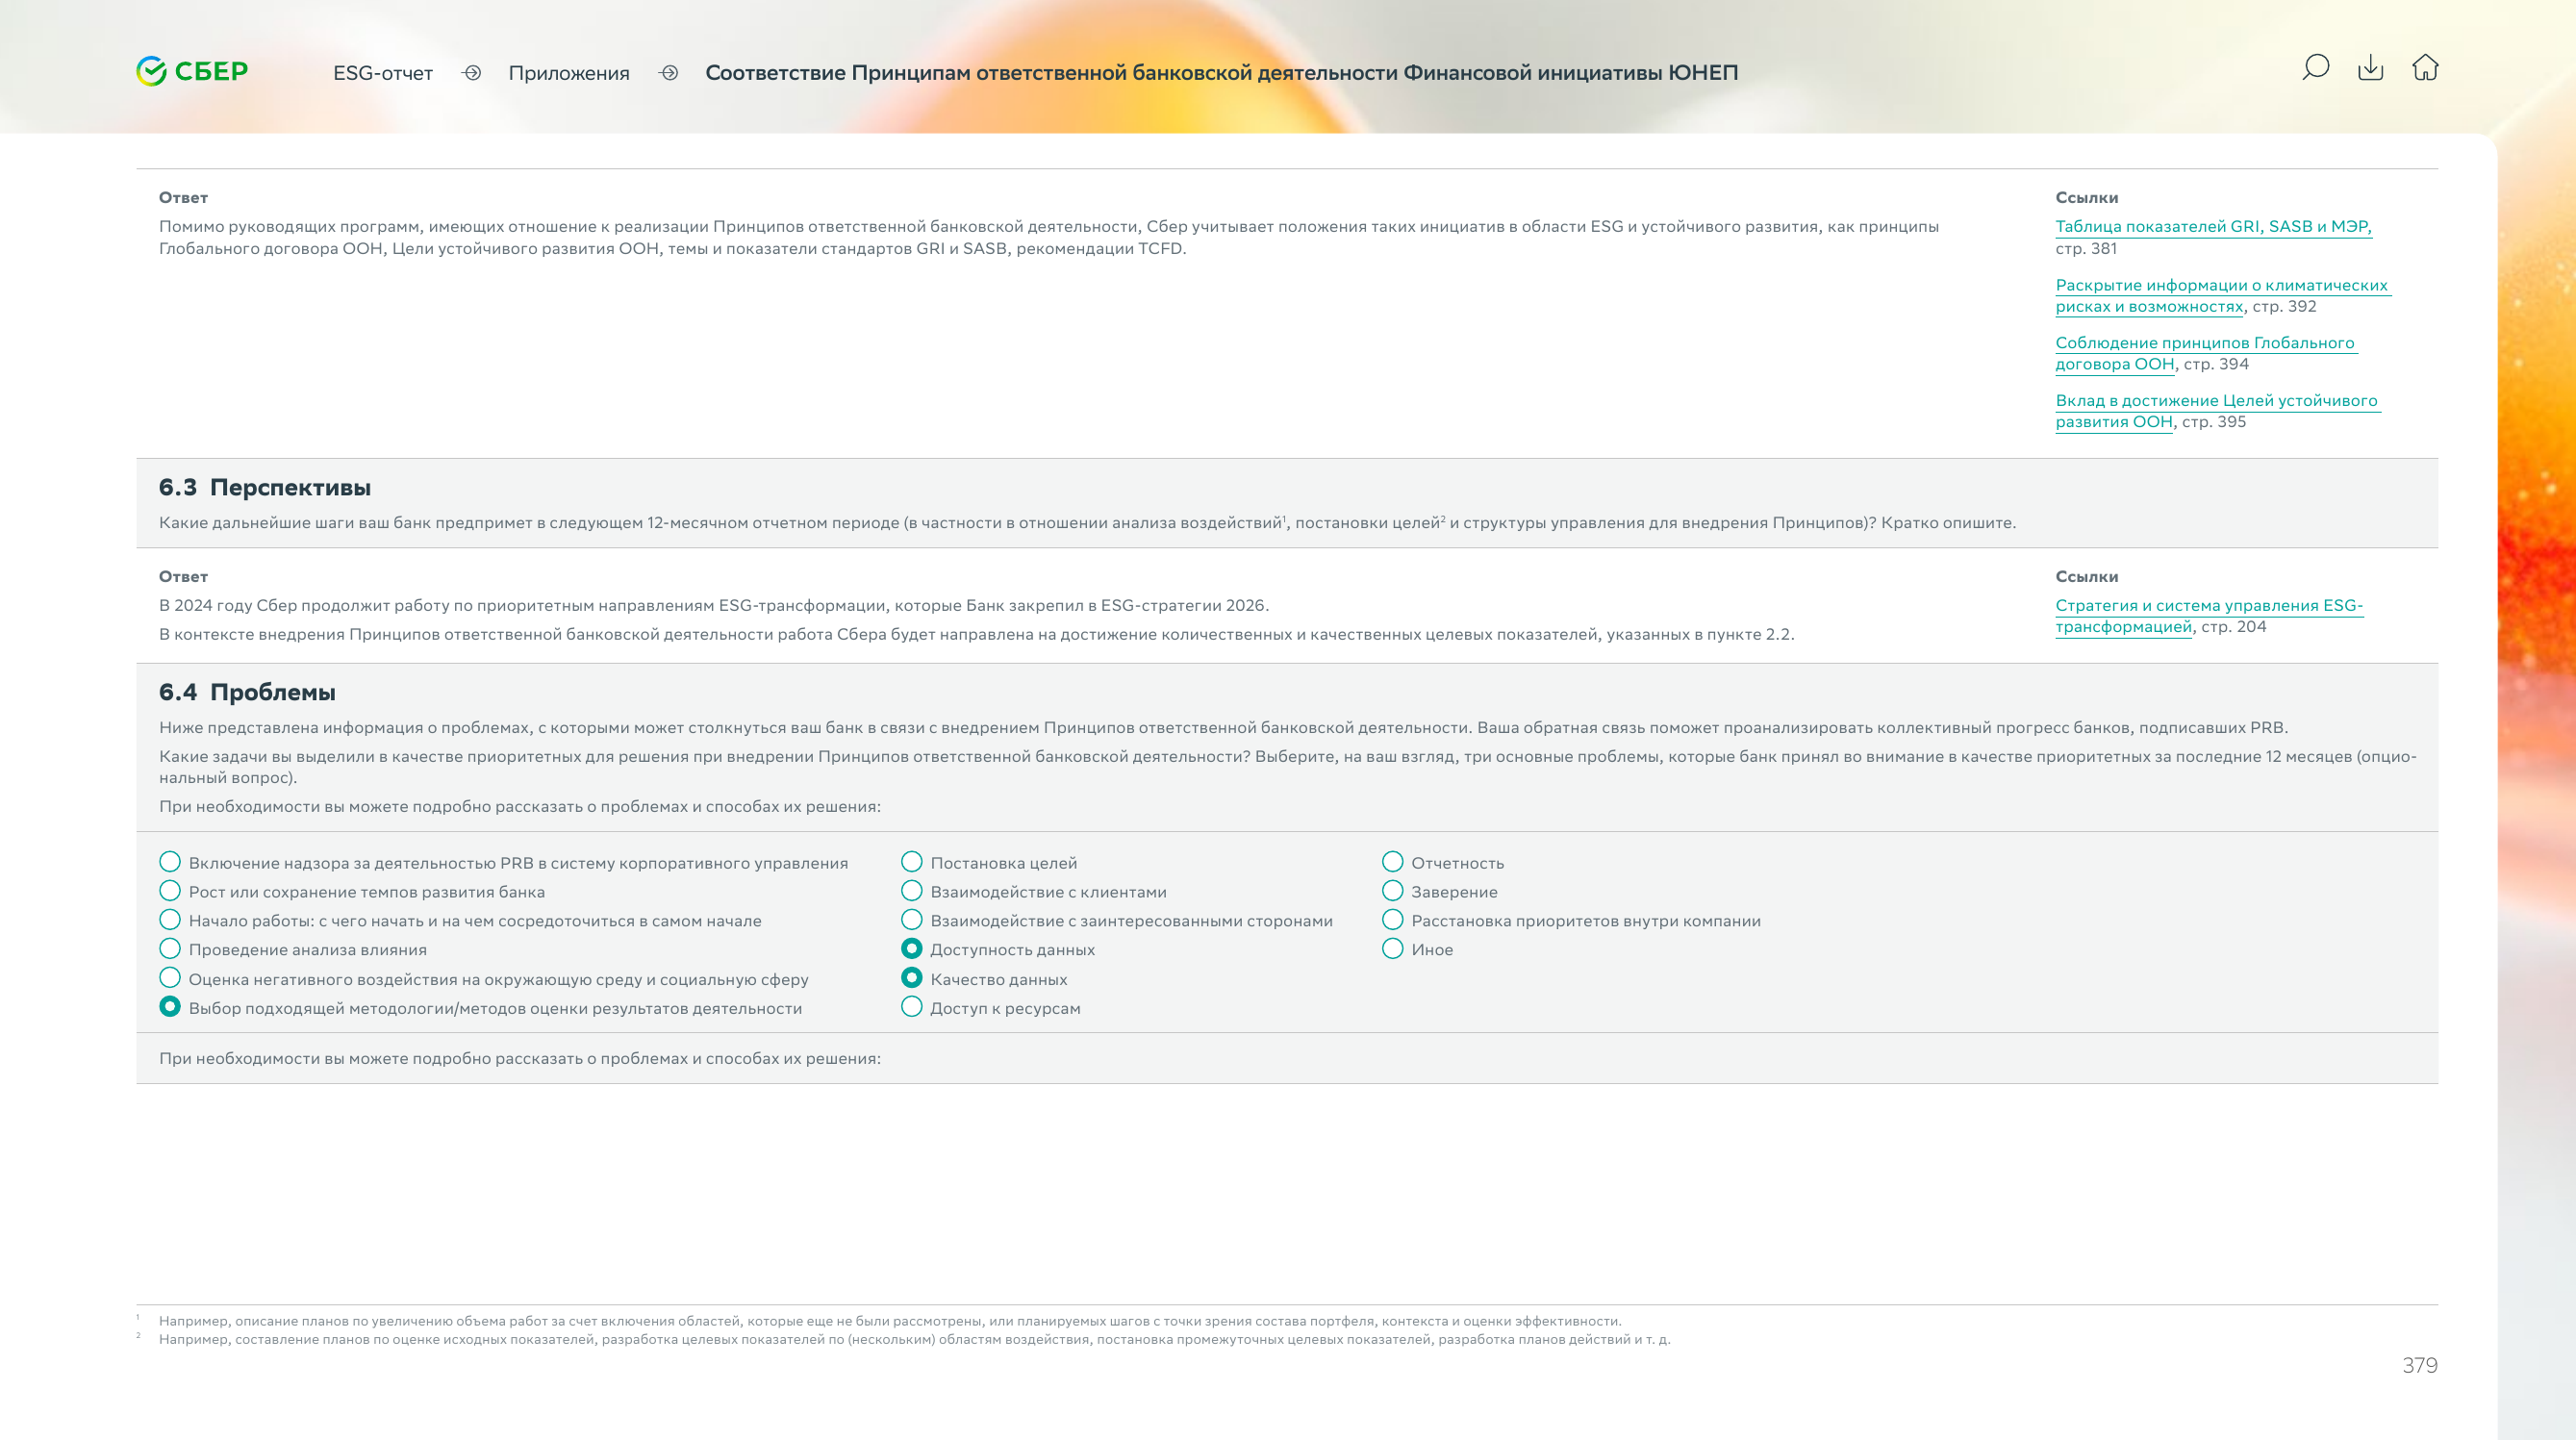 СБЕР
ESG-отчет
Приложения
Соответствие Принципам ответственной банковской деятельности Финансовой инициативы ЮНЕП
Ответ
Помимо руководящих программ, имеющих отношение к реализации Принципов ответственной банковской деятельности, Сбер учитывает положения таких инициатив в области ESG и устойчивого развития, как принципы
Глобального договора ООН, Цели устойчивого развития ООН, темы и показатели стандартов GRI и SASB, рекомендации TCFD.
Ссылки
Таблица показателей GRI, SASB и МЭР,
стр. 381
Раскрытие информации о климатических
рисках и возможностях, стр. 392
Соблюдение принципов Глобального
договора ООН, стр. 394
Вклад в достижение Целей устойчивого
развития ООН, стр. 395
6.3 Перспективы
Какие дальнейшие шаги ваш банк предпримет в следующем 12-месячном отчетном периоде (в частности в отношении анализа воздействий¹, постановки целей² и структуры управления для внедрения Принципов)? Кратко опишите.
Ответ
В 2024 году Сбер продолжит работу по приоритетным направлениям ESG-трансформации, которые Банк закрепил в ESG-стратегии 2026.
В контексте внедрения Принципов ответственной банковской деятельности работа Сбера будет направлена на достижение количественных и качественных целевых показателей, указанных в пункте 2.2.
Ссылки
Стратегия и система управления ESG-
трансформацией, стр. 204
6.4 Проблемы
Ниже представлена информация о проблемах, с которыми может столкнуться ваш банк в связи с внедрением Принципов ответственной банковской деятельности. Ваша обратная связь поможет проанализировать коллективный прогресс банков, подписавших PRB.
Какие задачи вы выделили в качестве приоритетных для решения при внедрении Принципов ответственной банковской деятельности? Выберите, на ваш взгляд, три основные проблемы, которые банк принял во внимание в качестве приоритетных за последние 12 месяцев (опцио-
нальный вопрос).
При необходимости вы можете подробно рассказать о проблемах и способах их решения:
Включение надзора за деятельностью PRB в систему корпоративного управления
Рост или сохранение темпов развития банка
Начало работы: с чего начать и на чем сосредоточиться в самом начале
Проведение анализа влияния
Оценка негативного воздействия на окружающую среду и социальную сферу
Выбор подходящей методологии/методов оценки результатов деятельности
Постановка целей
Взаимодействие с клиентами
Взаимодействие с заинтересованными сторонами
Доступность данных
Качество данных
Доступ к ресурсам
Отчетность
Заверение
Расстановка приоритетов внутри компании
Иное
При необходимости вы можете подробно рассказать о проблемах и способах их решения:
¹ Например, описание планов по увеличению объема работ за счет включения областей, которые еще не были рассмотрены, или планируемых шагов с точки зрения состава портфеля, контекста и оценки эффективности.
² Например, составление планов по оценке исходных показателей, разработка целевых показателей по (нескольким) областям воздействия, постановка промежуточных целевых показателей, разработка планов действий и т. д.
379